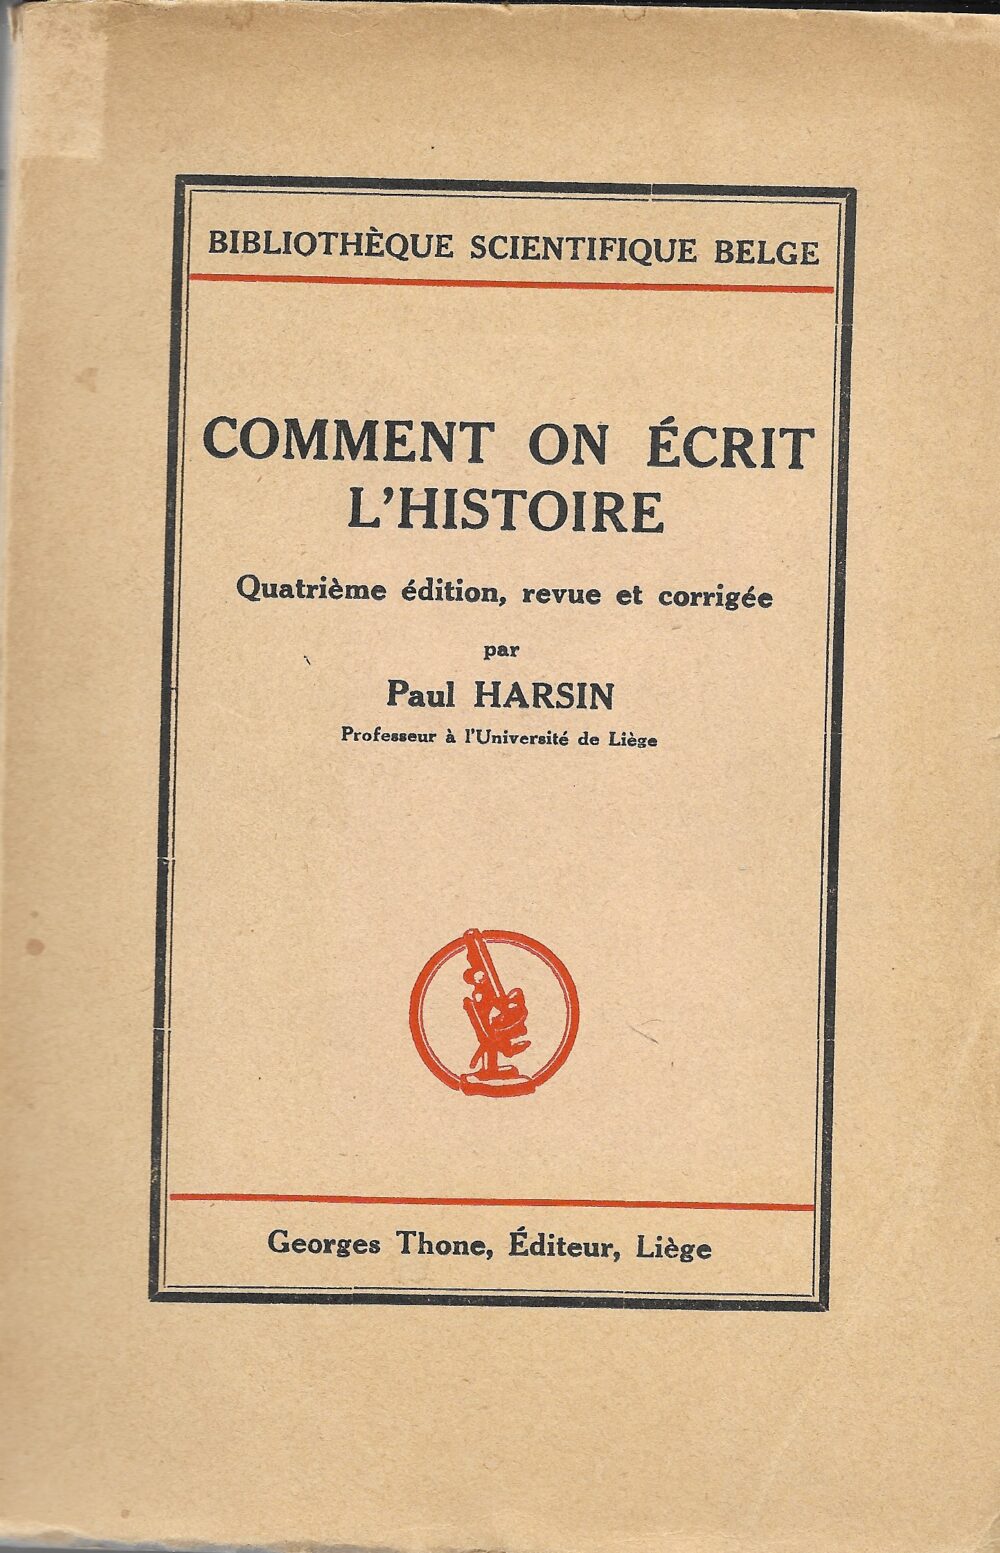 BIBLIOTHÈQUE SCIENTIFIQUE BELGE
COMMENT ON ÉCRIT
L'HISTOIRE
Quatrième édition, revue et corrigée
par
Paul HARSIN
Professeur à l'Université de Liège
Georges Thone, Éditeur, Liège